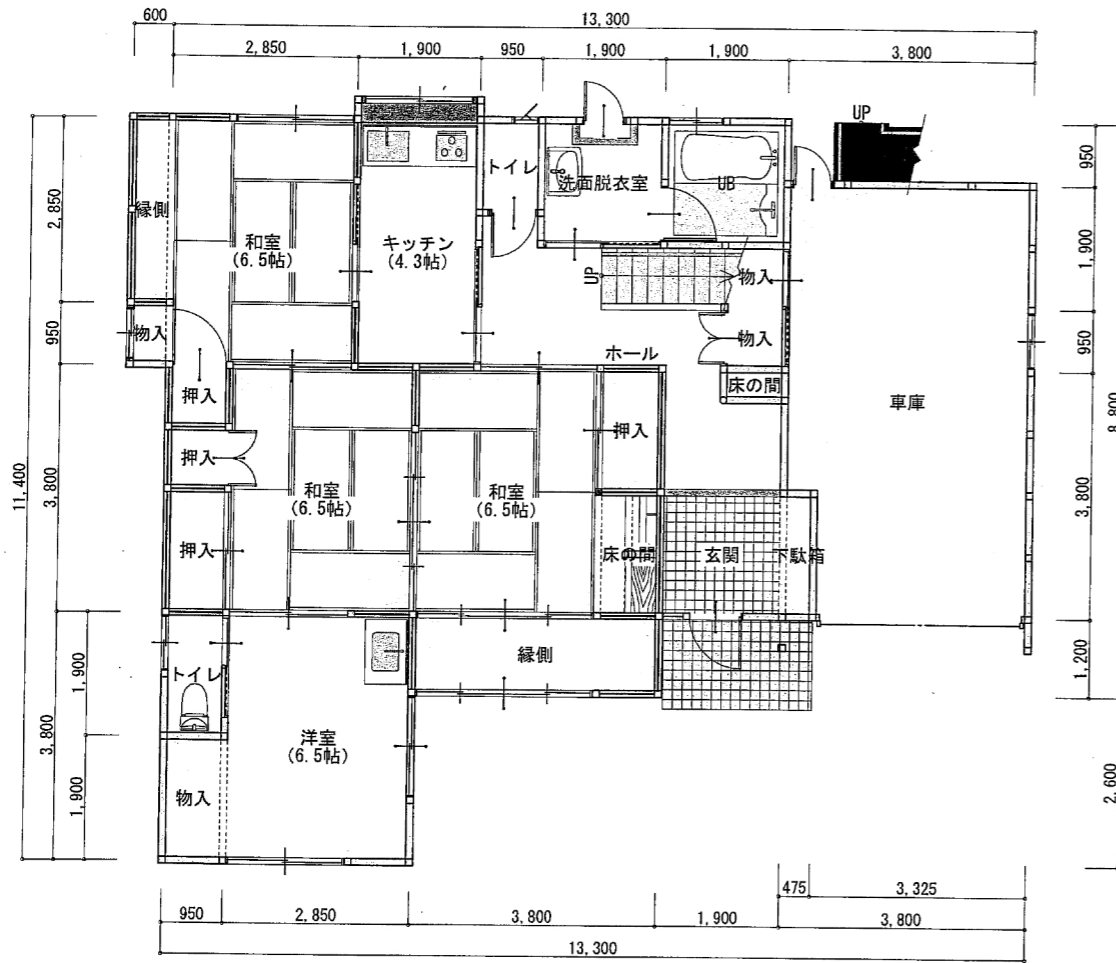 600
13,300
2,850
1,900
950
1,900
1,900
3,800
UP
トイレ
洗面脱衣室
UB
縁側
和室
(6.5帖)
キッチン
(4.3帖)
UP
物入
物入
物入
ホール
床の間
押入
車庫
押入
押入
和室
(6.5帖)
和室
(6.5帖)
押入
床の間
玄関
下駄箱
縁側
トイレ
洋室
(6.5帖)
物入
2,850
950
3,800
11,400
1,900
3,800
1,900
950
1,900
950
8,800
3,800
1,200
2,600
475
3,325
950
2,850
3,800
1,900
3,800
13,300